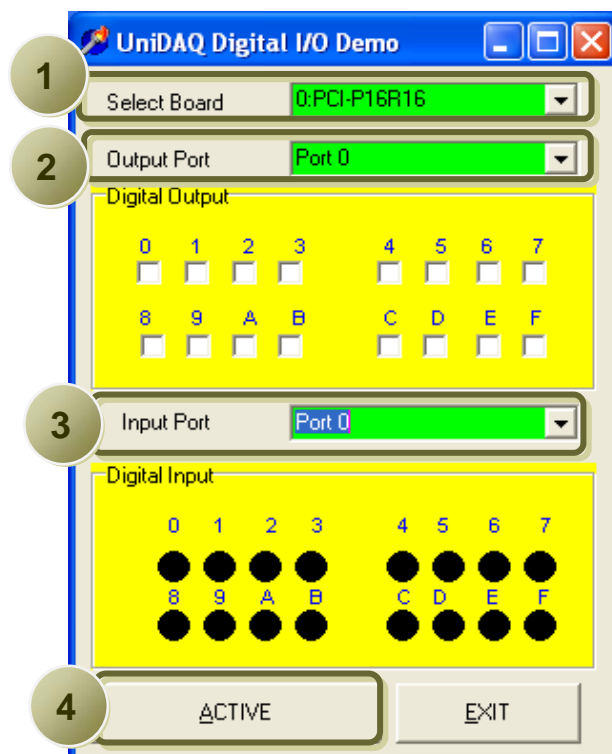 UniDAQ Digital I/O Demo
1
Select Board 0:PCI-P16R16
2
Output Port Port 0
Digital Output
0 1 2 3 4 5 6 7
8 9 A B C D E F
3
Input Port Port 0
Digital Input
0 1 2 3 4 5 6 7
8 9 A B C D E F
4
ACTIVE EXIT